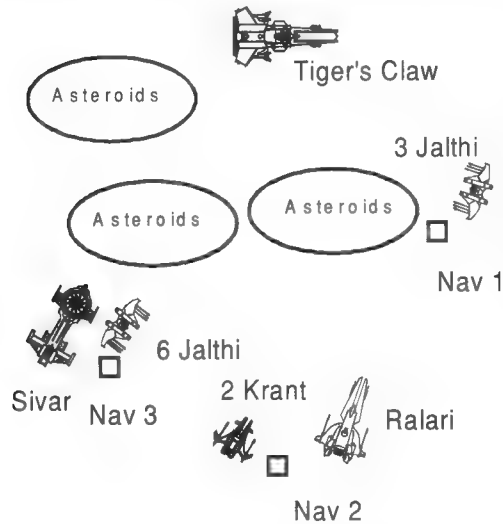 Tiger's Claw
Asteroids
3 Jalthi
Asteroids
Asteroids
Nav 1
6 Jalthi
Sivar
Nav 3
2 Krant
Ralari
Nav 2